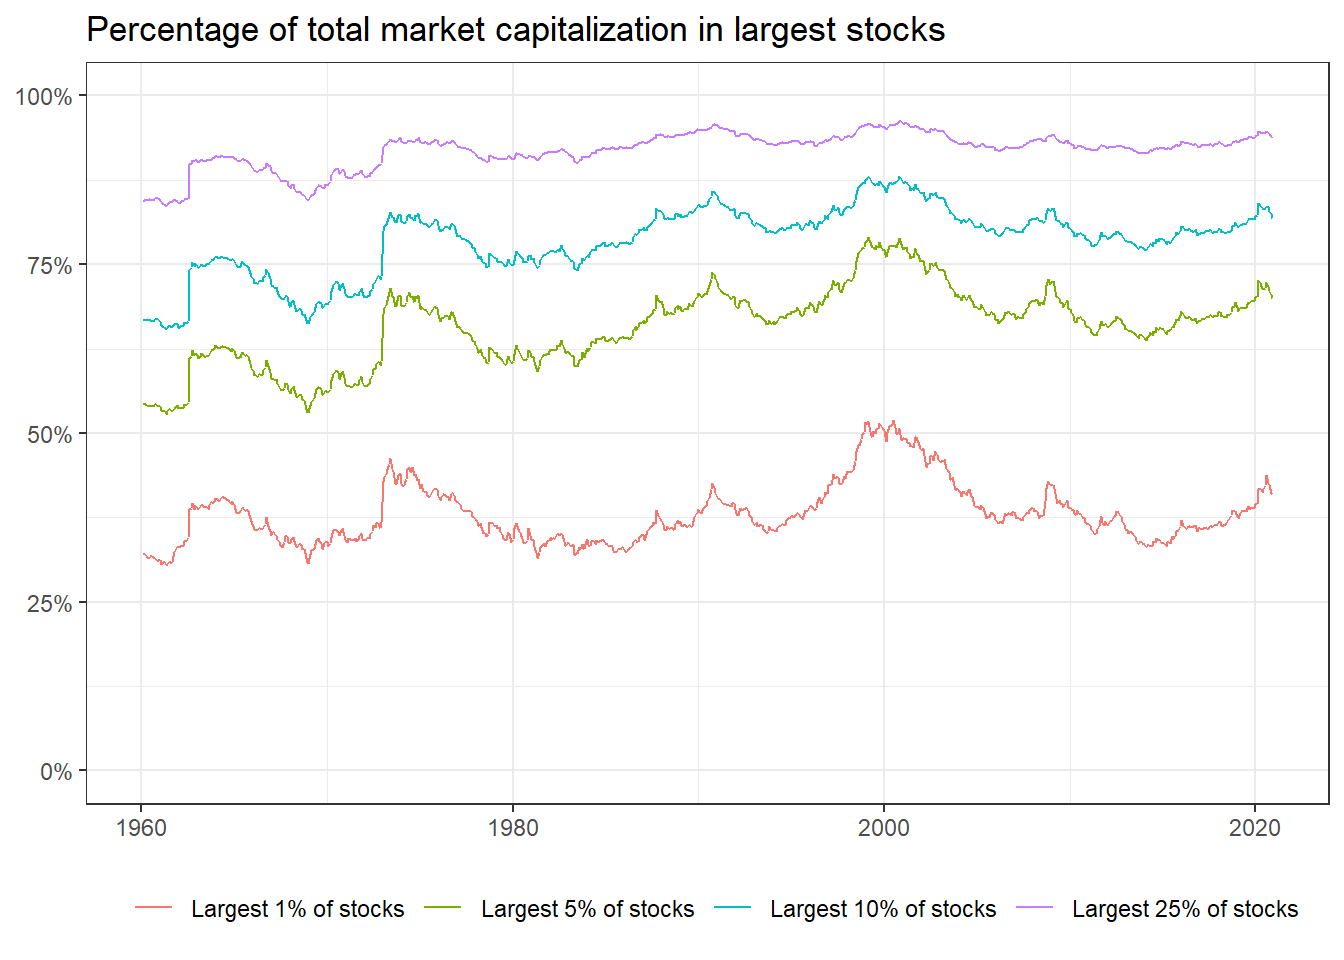 Percentage of total market capitalization in largest stocks
100%
75%
50%
25%
0%
1960 1980 2000 2020
Largest 1% of stocks Largest 5% of stocks Largest 10% of stocks Largest 25% of stocks